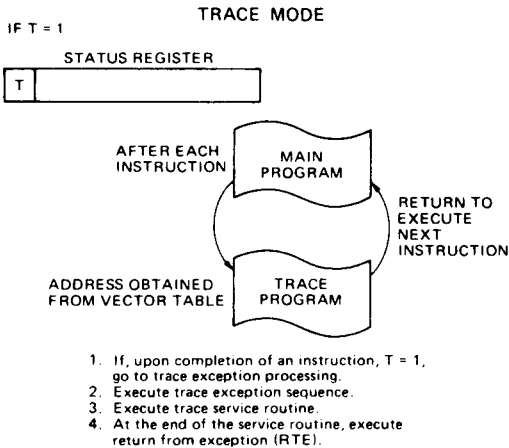 TRACE MODE
IF T = 1
STATUS REGISTER
T
AFTER EACH
INSTRUCTION
MAIN
PROGRAM
RETURN TO
EXECUTE
NEXT
INSTRUCTION
ADDRESS OBTAINED
FROM VECTOR TABLE
TRACE
PROGRAM
1. If, upon completion of an instruction, T = 1,
go to trace exception processing.
2. Execute trace exception sequence.
3. Execute trace service routine.
4. At the end of the service routine, execute
return from exception (RTE).